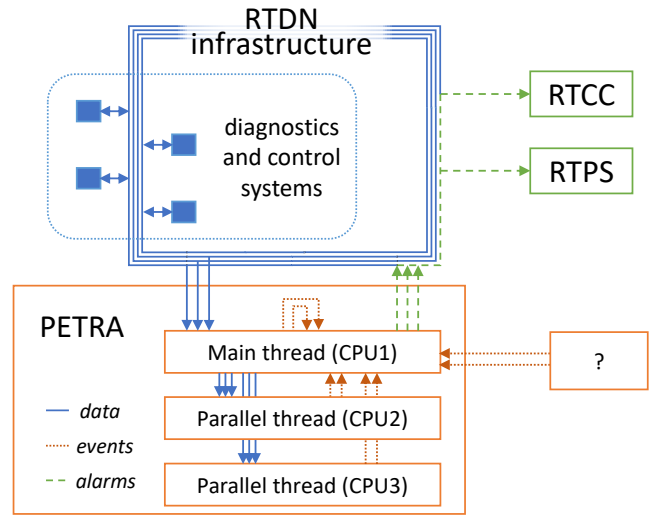 RTDN
infrastructure
RTCC
diagnostics
and control
systems
RTPS
PETRA
Main thread (CPU1)
?
data
Parallel thread (CPU2)
events
alarms
Parallel thread (CPU3)